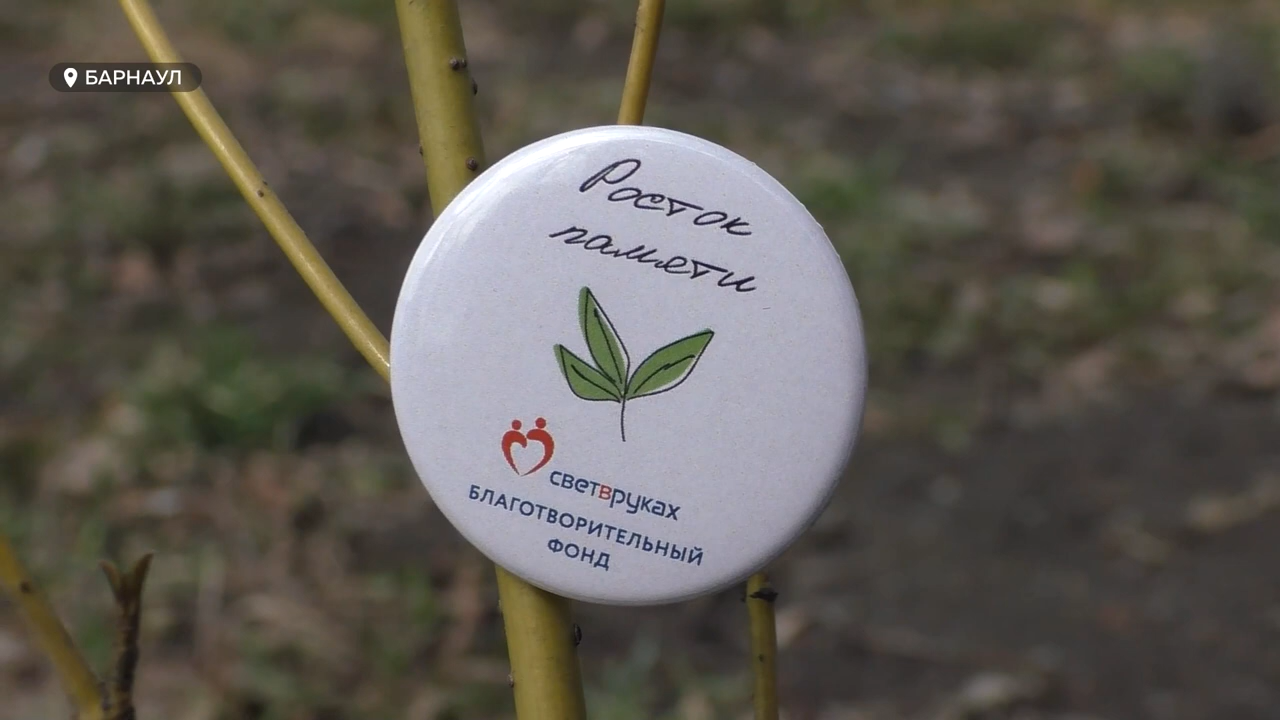 БАРНАУЛ
Росток
памяти
светвруках
БЛАГОТВОРИТЕЛЬНЫЙ
ФОНД